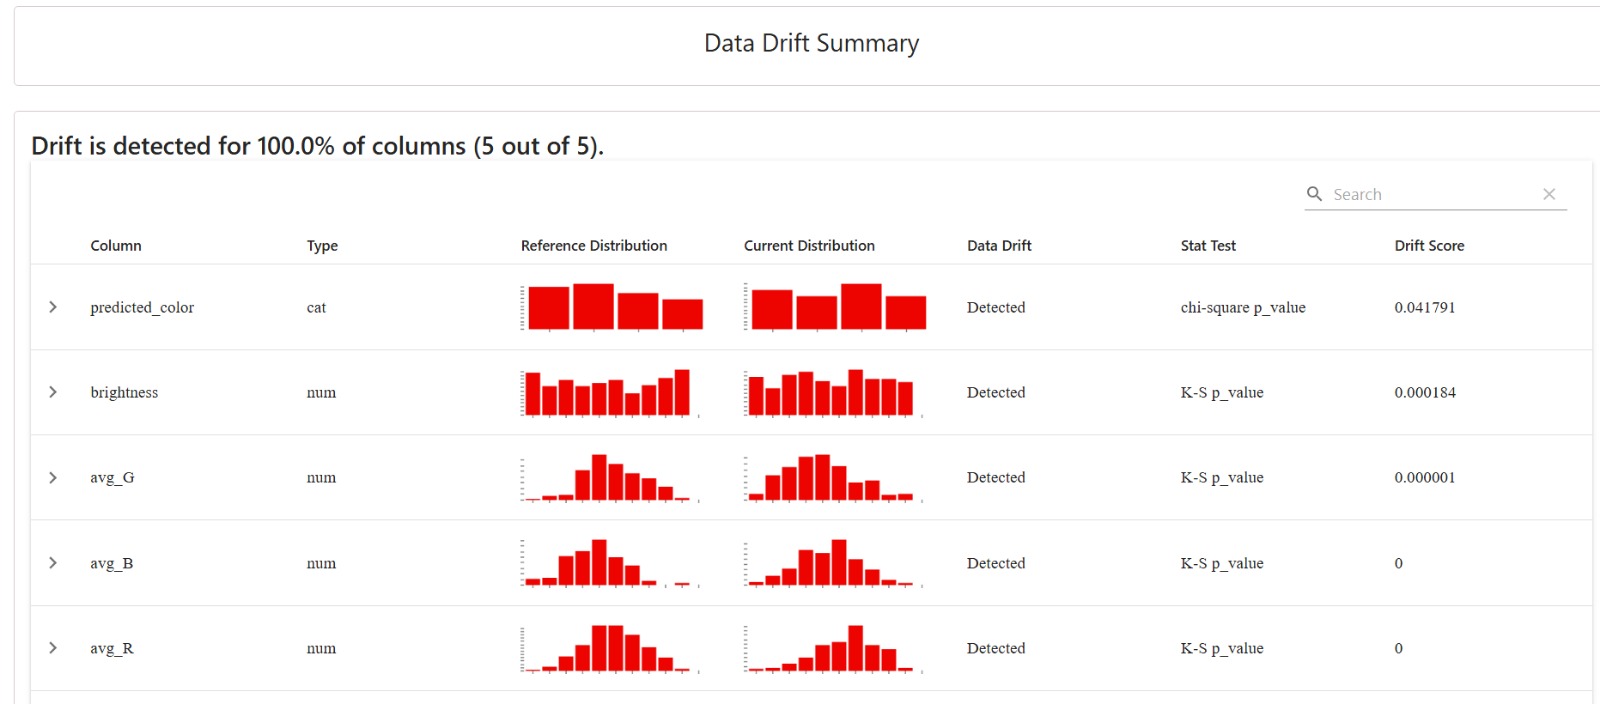 Data Drift Summary
Drift is detected for 100.0% of columns (5 out of 5).
Search
Column Type Reference Distribution Current Distribution Data Drift Stat Test Drift Score
predicted_color cat Detected chi-square p_value 0.041791
brightness num Detected K-S p_value 0.000184
avg_G num Detected K-S p_value 0.000001
avg_B num Detected K-S p_value 0
avg_R num Detected K-S p_value 0